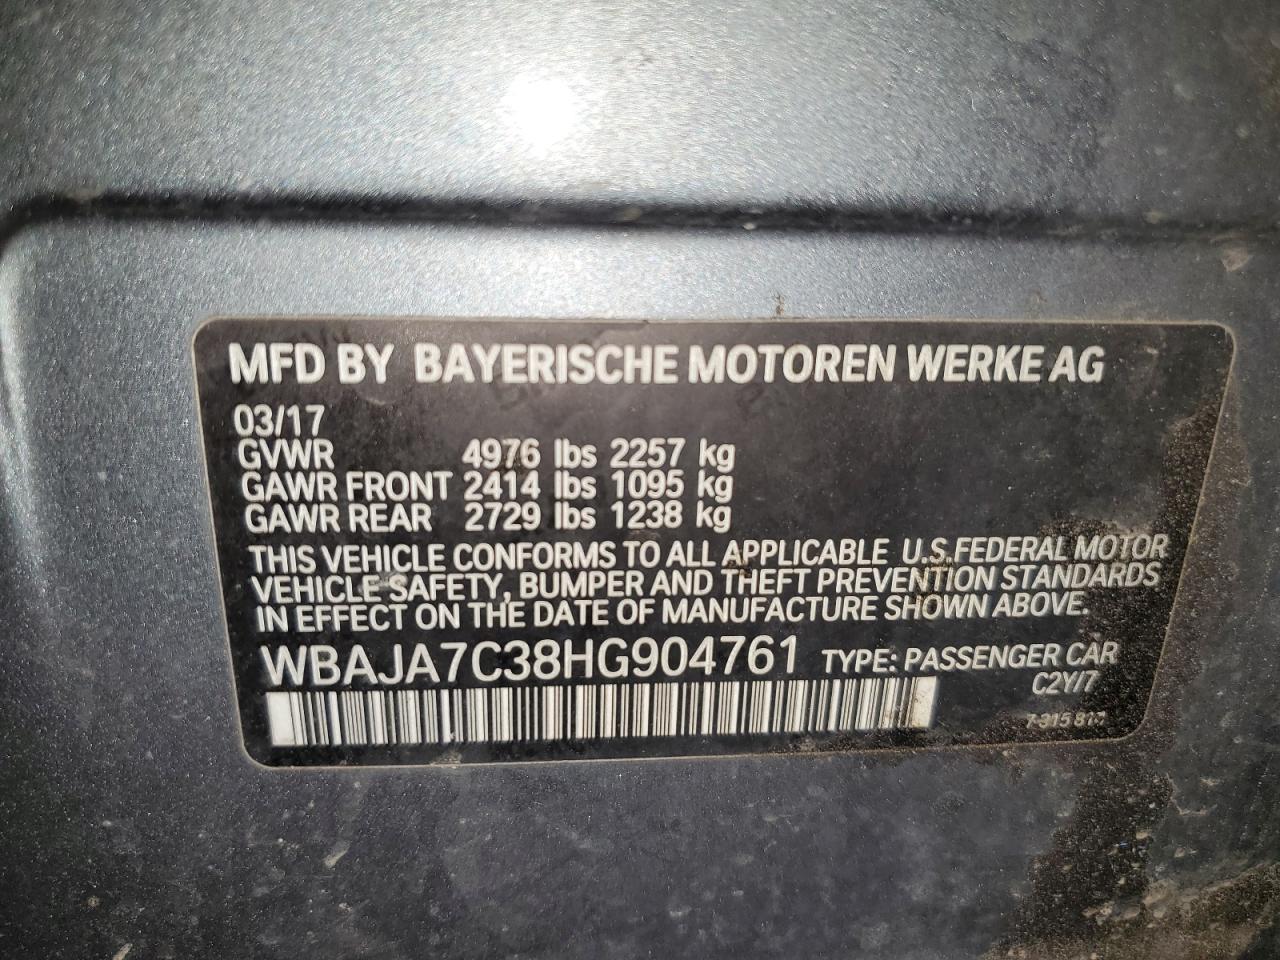 MFD BY BAYERISCHE MOTOREN WERKE AG
03/17
GVWR 4976 lbs 2257 kg
GAWR FRONT 2414 lbs 1095 kg
GAWR REAR 2729 lbs 1238 kg
THIS VEHICLE CONFORMS TO ALL APPLICABLE U.S. FEDERAL MOTOR
VEHICLE SAFETY, BUMPER AND THEFT PREVENTION STANDARDS
IN EFFECT ON THE DATE OF MANUFACTURE SHOWN ABOVE.
WBAJA7C38HG904761 TYPE: PASSENGER CAR
C2Y/7